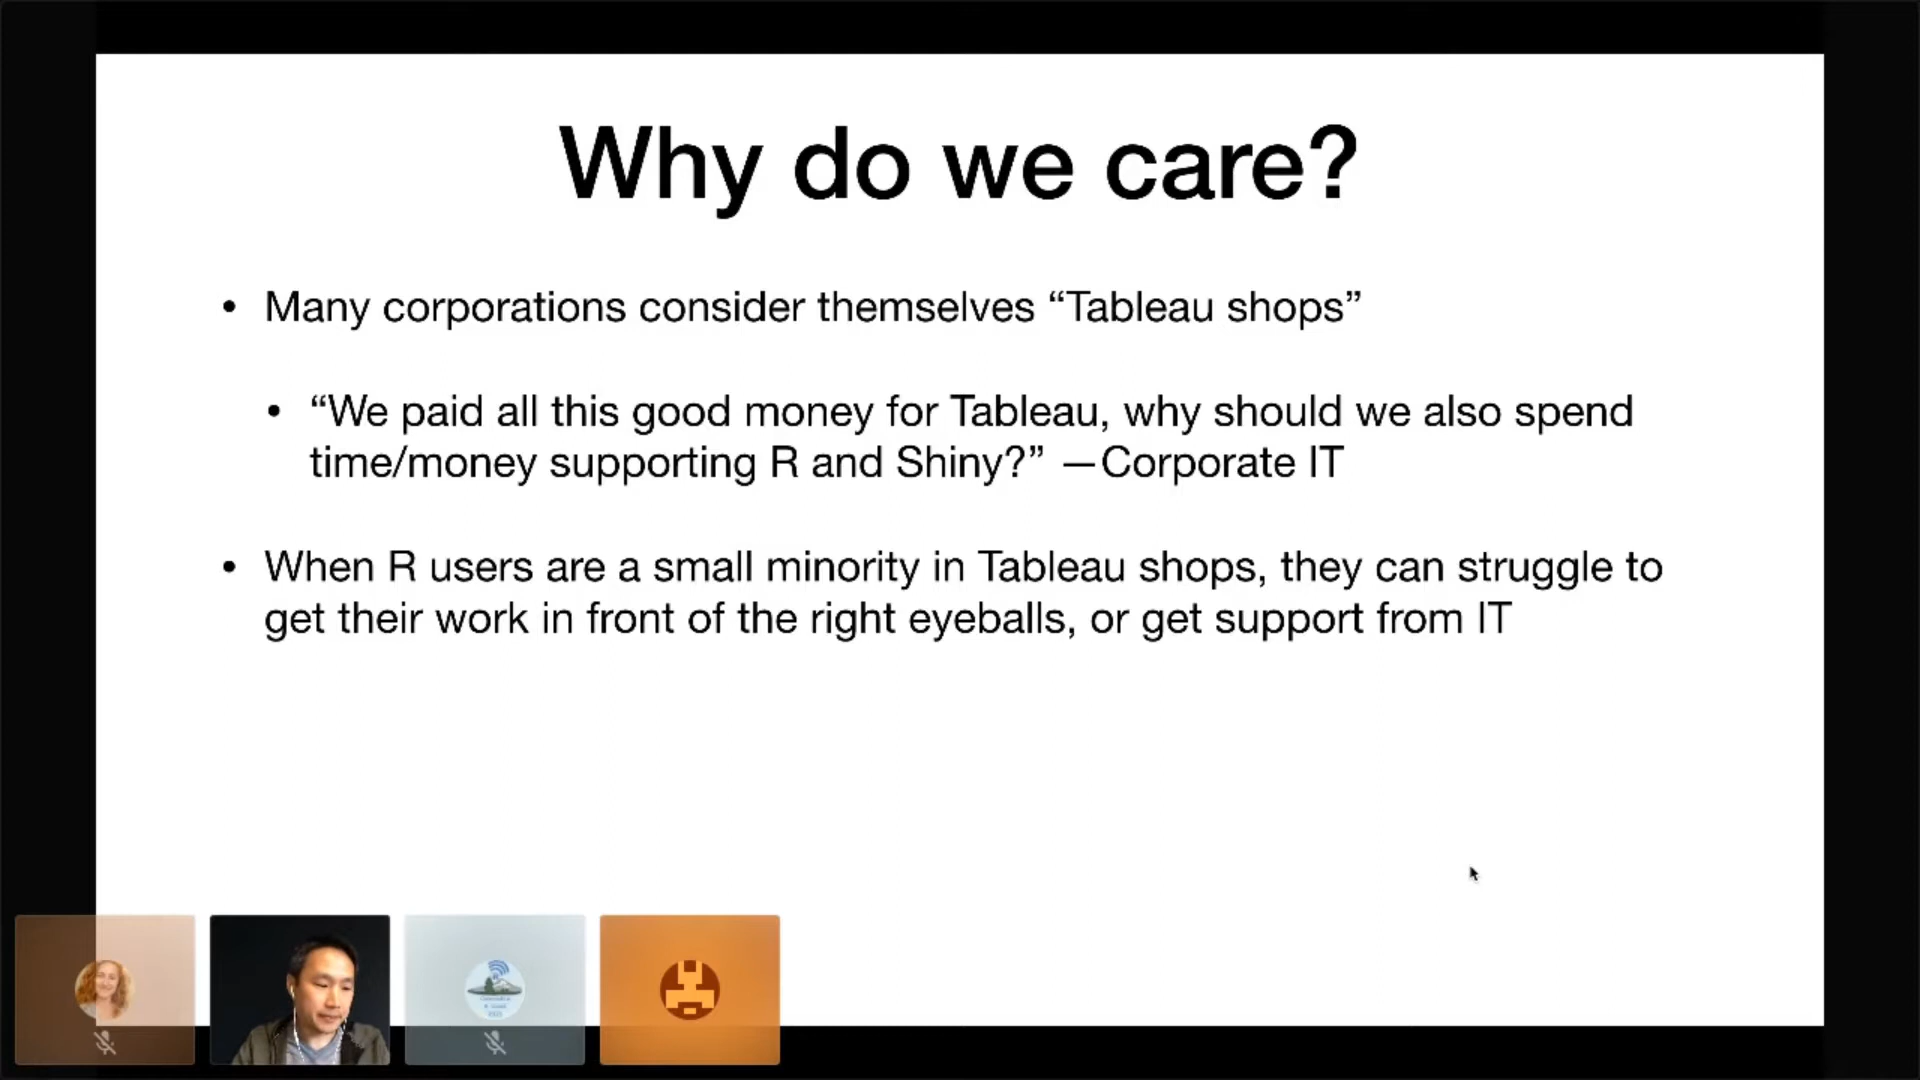 Why do we care?
• Many corporations consider themselves “Tableau shops”
• “We paid all this good money for Tableau, why should we also spend
time/money supporting R and Shiny?” —Corporate IT
• When R users are a small minority in Tableau shops, they can struggle to
get their work in front of the right eyeballs, or get support from IT